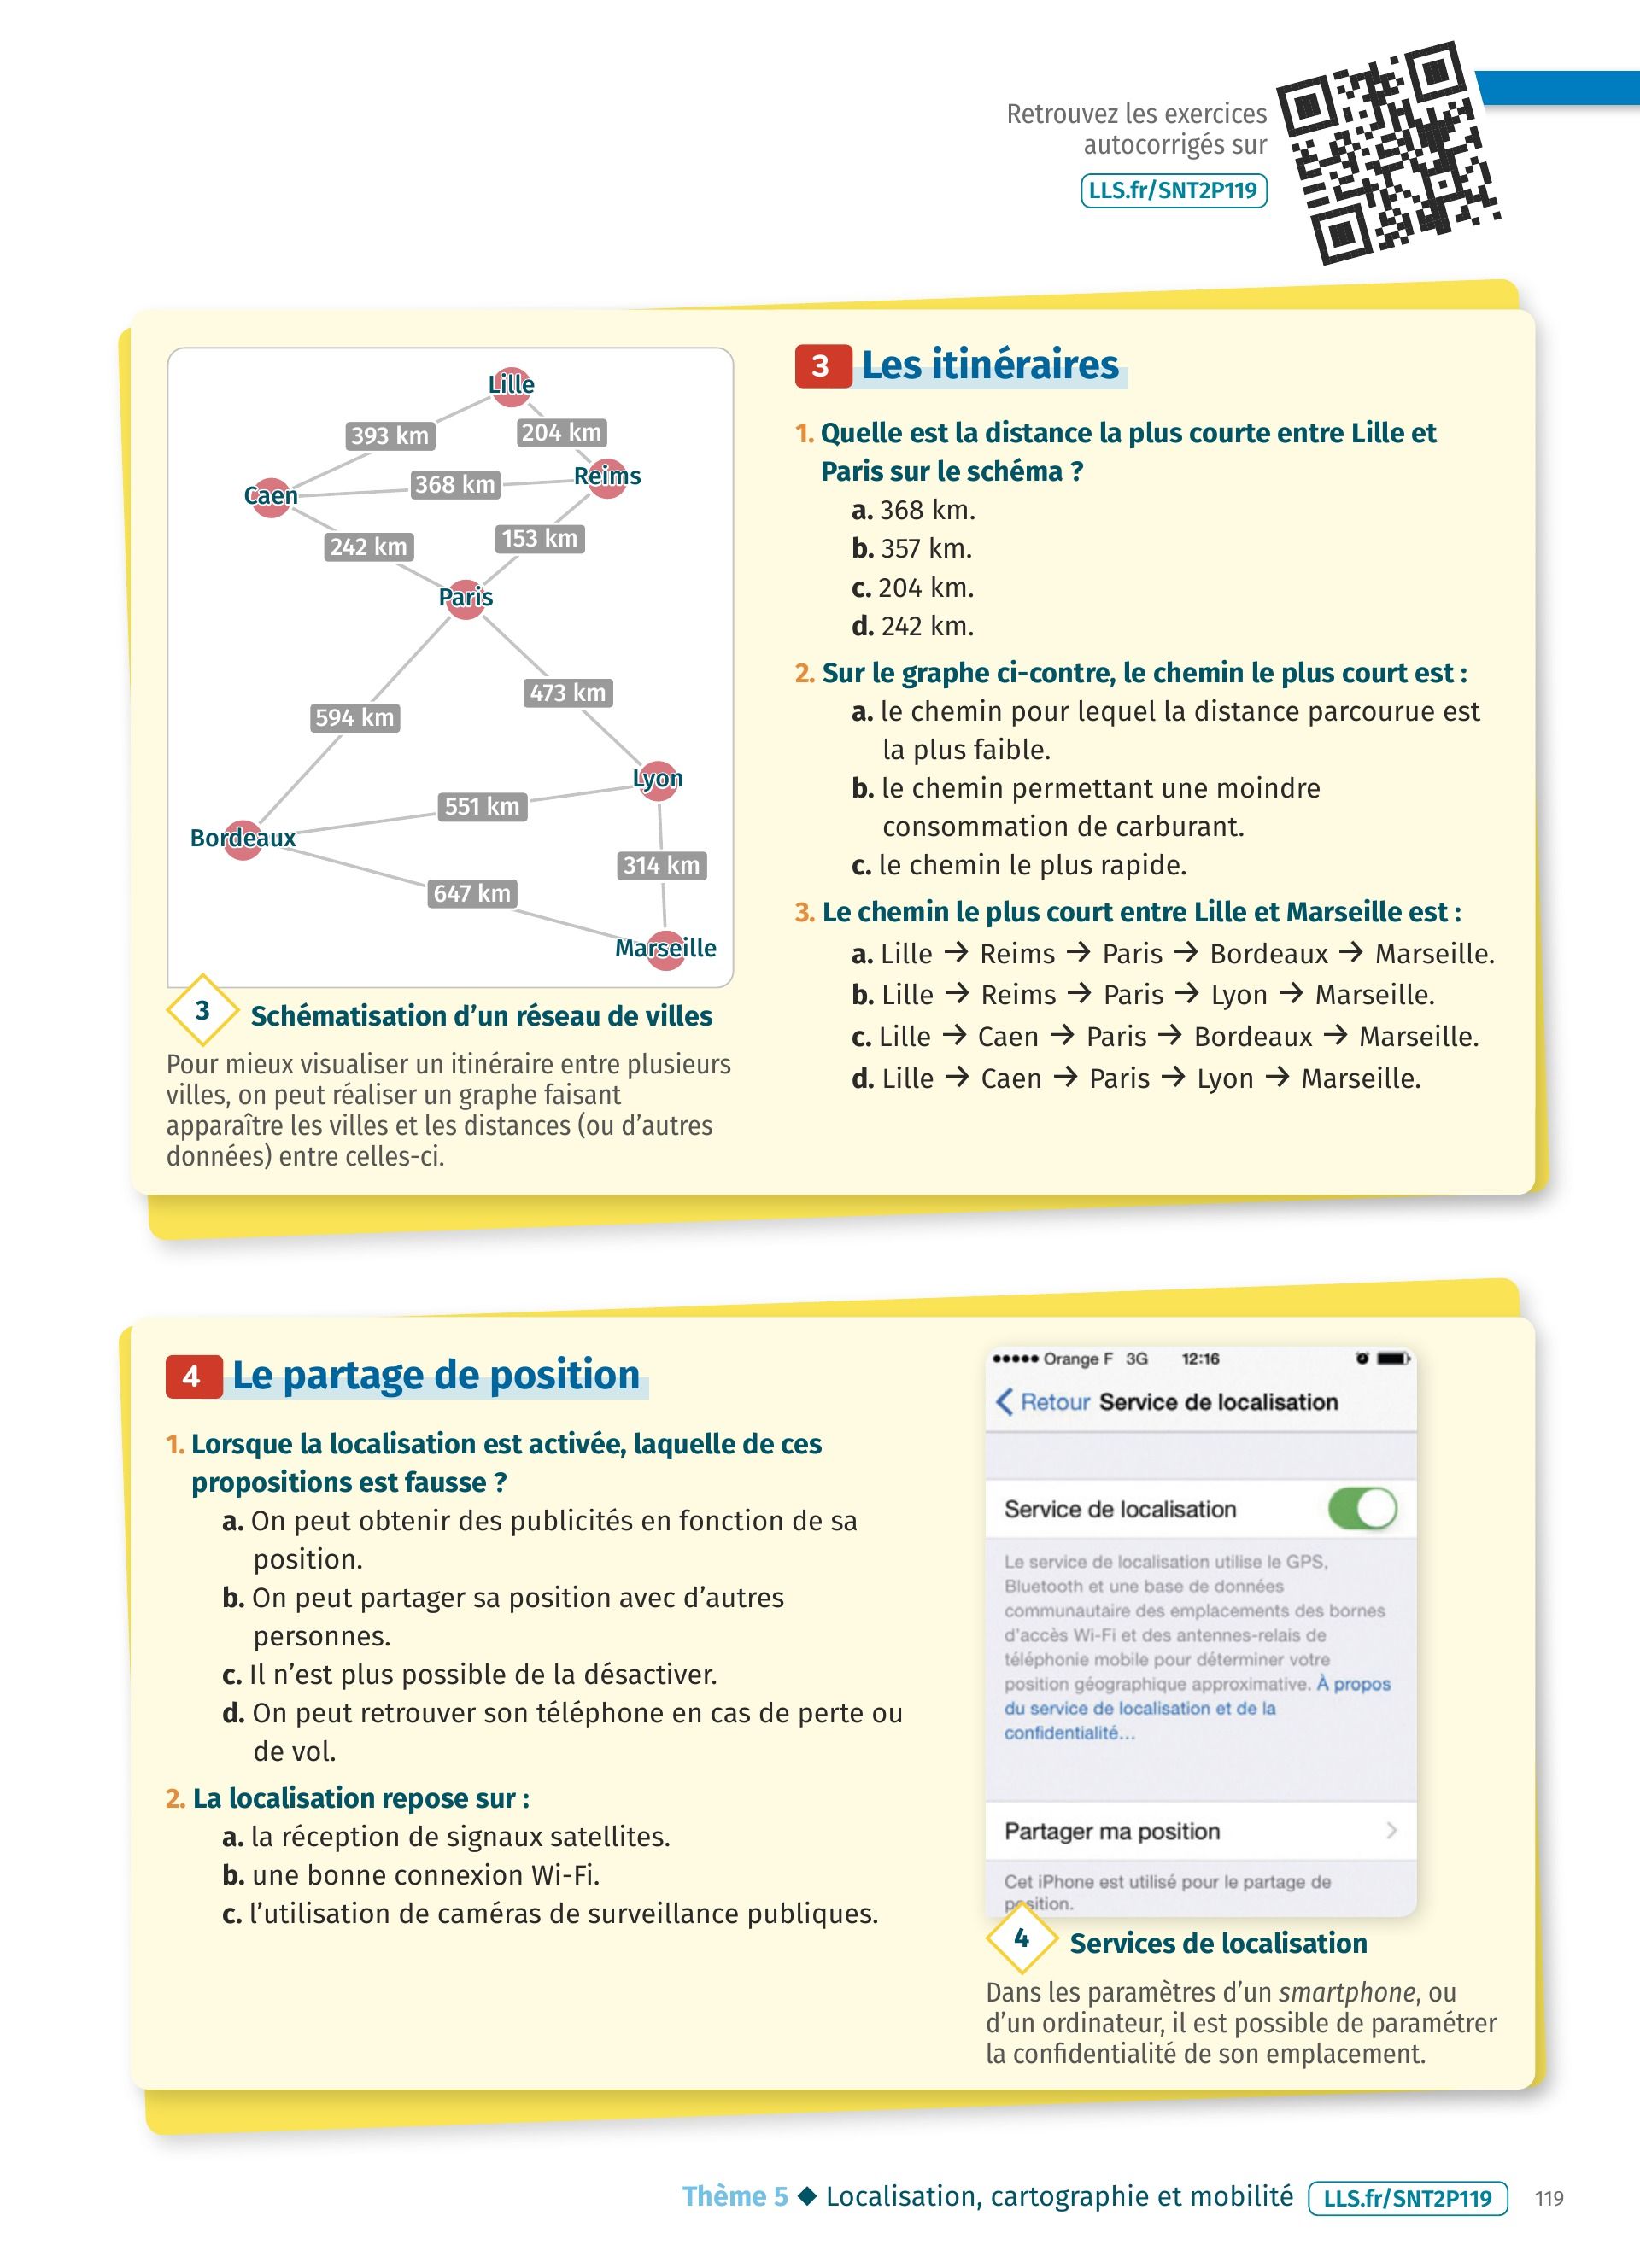 Retrouvez les exercices
autocorrigés sur
LLS.fr/SNT2P119
Lille
393 km
204 km
Reims
368 km
Caen
242 km
153 km
Paris
473 km
594 km
Lyon
551 km
Bordeaux
314 km
647 km
Marseille
3 Schématisation d’un réseau de villes
Pour mieux visualiser un itinéraire entre plusieurs
villes, on peut réaliser un graphe faisant
apparaître les villes et les distances (ou d’autres
données) entre celles-ci.
3 Les itinéraires
1. Quelle est la distance la plus courte entre Lille et
Paris sur le schéma ?
a. 368 km.
b. 357 km.
c. 204 km.
d. 242 km.
2. Sur le graphe ci-contre, le chemin le plus court est :
a. le chemin pour lequel la distance parcourue est
la plus faible.
b. le chemin permettant une moindre
consommation de carburant.
c. le chemin le plus rapide.
3. Le chemin le plus court entre Lille et Marseille est :
a. Lille → Reims → Paris → Bordeaux → Marseille.
b. Lille → Reims → Paris → Lyon → Marseille.
c. Lille → Caen → Paris → Bordeaux → Marseille.
d. Lille → Caen → Paris → Lyon → Marseille.
4 Le partage de position
1. Lorsque la localisation est activée, laquelle de ces
propositions est fausse ?
a. On peut obtenir des publicités en fonction de sa
position.
b. On peut partager sa position avec d’autres
personnes.
c. Il n’est plus possible de la désactiver.
d. On peut retrouver son téléphone en cas de perte ou
de vol.
2. La localisation repose sur :
a. la réception de signaux satellites.
b. une bonne connexion Wi-Fi.
c. l’utilisation de caméras de surveillance publiques.
Orange F 3G 12:16
Retour Service de localisation
Service de localisation
Le service de localisation utilise le GPS,
Bluetooth et une base de données
communautaire des emplacements des bornes
d’accès Wi-Fi et des antennes-relais de
téléphonie mobile pour déterminer votre
position géographique approximative. À propos
du service de localisation et de la
confidentialité...
Partager ma position
Cet iPhone est utilisé pour le partage de
position.
4 Services de localisation
Dans les paramètres d’un smartphone, ou
d’un ordinateur, il est possible de paramétrer
la confidentialité de son emplacement.
Thème 5 ◆ Localisation, cartographie et mobilité LLS.fr/SNT2P119 119